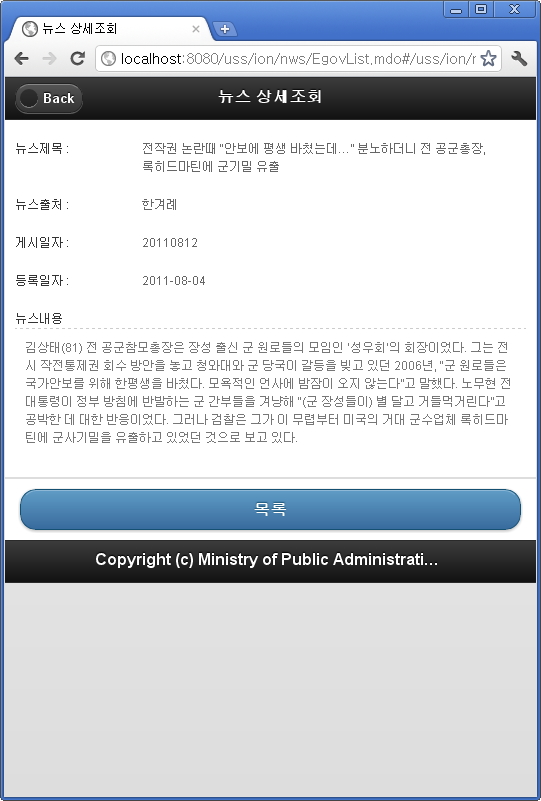 뉴스 상세조회
localhost:8080/uss/ion/nws/EgovList.mdo#/uss/ion/r
Back
뉴스 상세조회
뉴스제목 : 전작권 논란때 "안보에 평생 바쳤는데..." 분노하더니 전 공군총장,
록히드마틴에 군기밀 유출
뉴스출처 : 한겨례
게시일자 : 20110812
등록일자 : 2011-08-04
뉴스내용
김상태(81) 전 공군참모총장은 장성 출신 군 원로들의 모임인 '성우회'의 회장이었다. 그는 전
시 작전통제권 회수 방안을 놓고 청와대와 군 당국이 갈등을 빚고 있던 2006년, "군 원로들은
국가안보를 위해 한평생을 바쳤다. 모욕적인 언사에 밤잠이 오지 않는다"고 말했다. 노무현 전
대통령이 정부 방침에 반발하는 군 간부들을 겨냥해 "(군 장성들이) 별 달고 거들먹거린다"고
공박한 데 대한 반응이었다. 그러나 검찰은 그가 이 무렵부터 미국의 거대 군수업체 록히드마
틴에 군사기밀을 유출하고 있었던 것으로 보고 있다.
목록
Copyright (c) Ministry of Public Administrati...